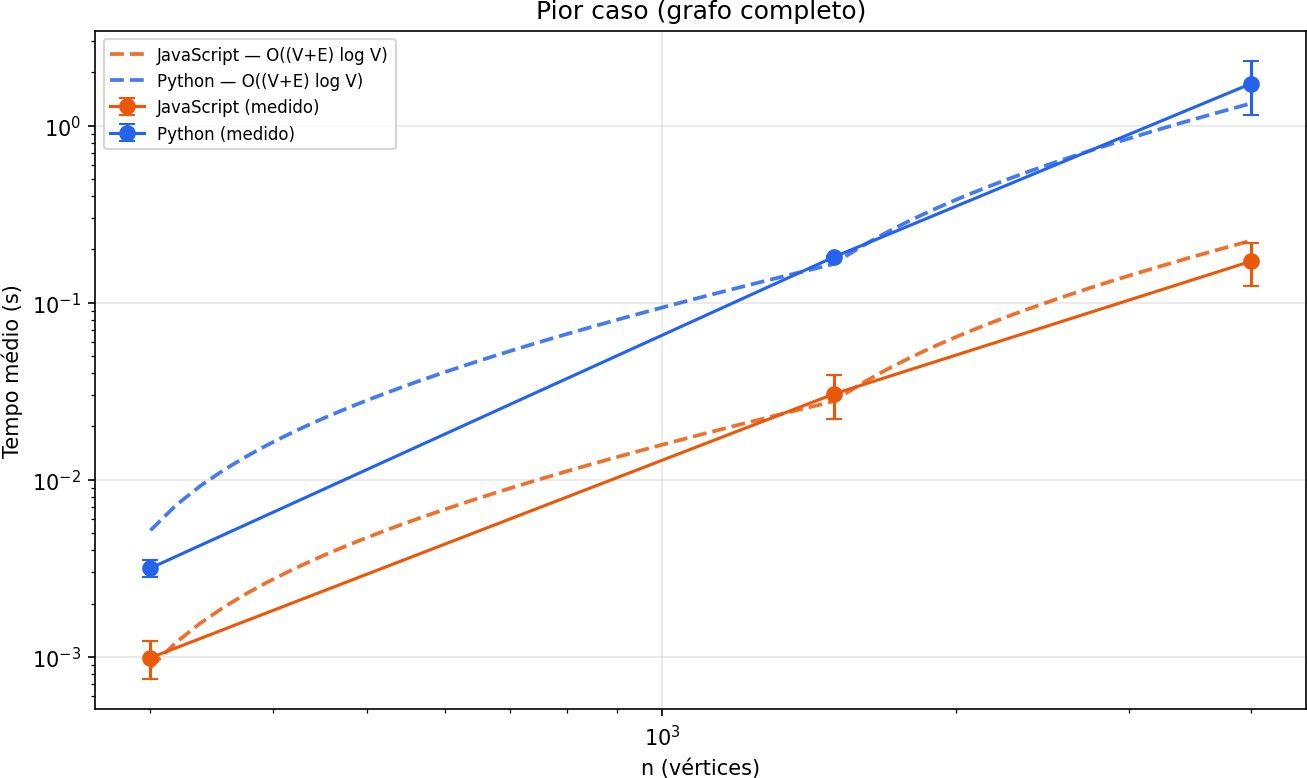 Pior caso (grafo completo)
JavaScript — O((V+E) log V)
Python — O((V+E) log V)
JavaScript (medido)
Python (medido)
Tempo médio (s)
10⁰
10⁻¹
10⁻²
10⁻³
10³
n (vértices)